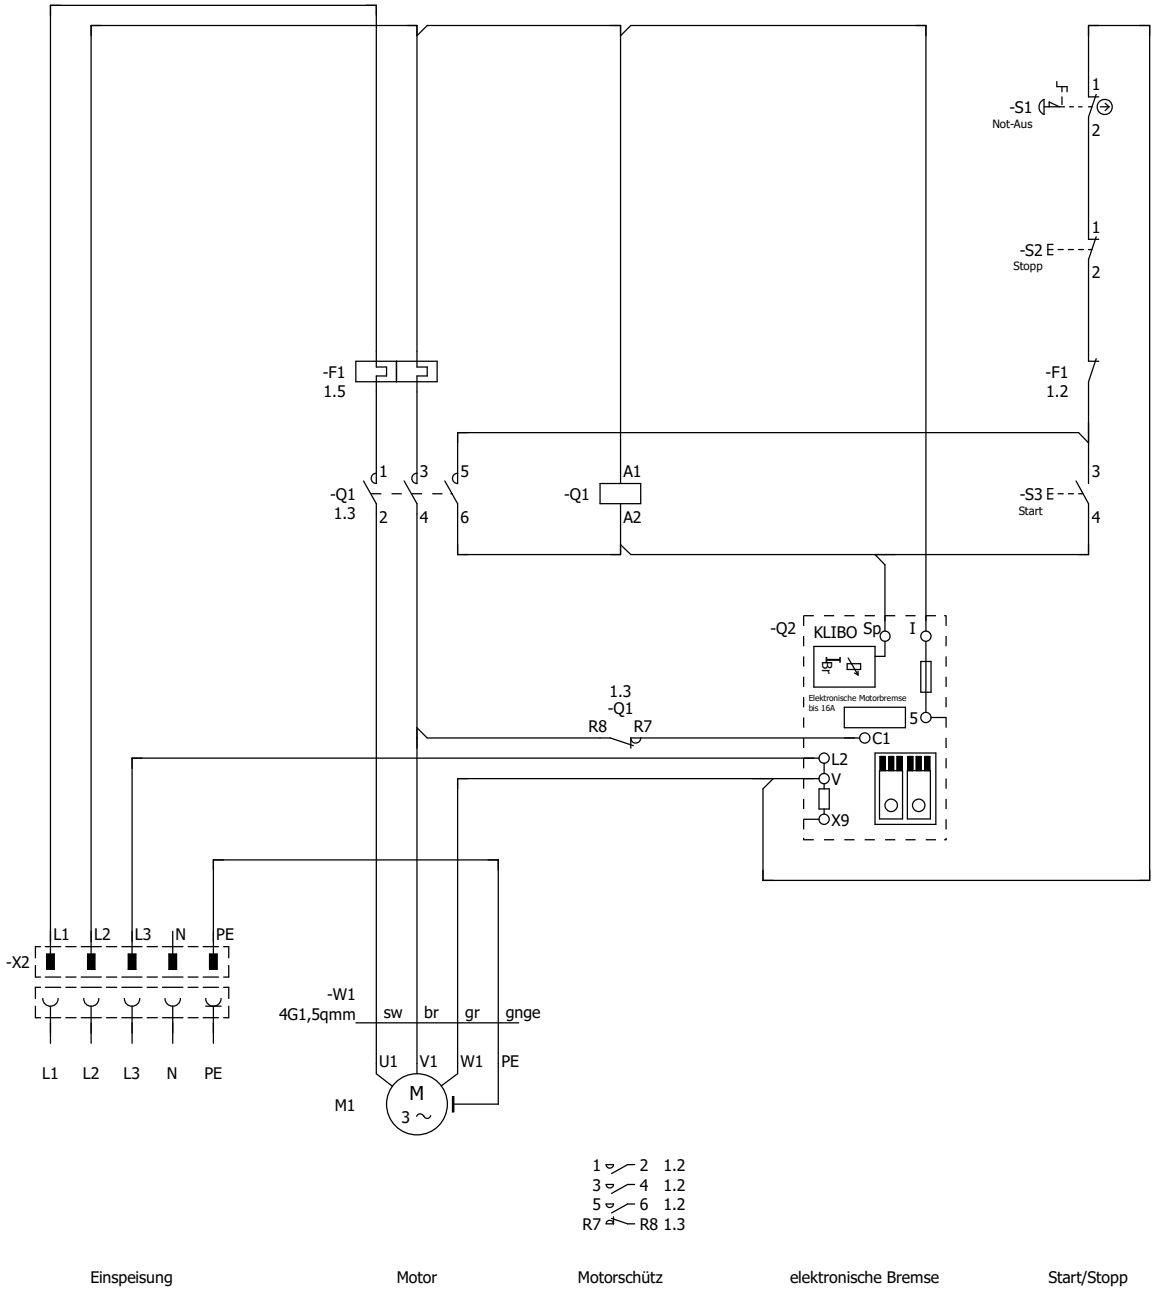 1
-S1
Not-Aus
2
1
-S2 E
Stopp
2
-F1
1.5
-F1
1.2
1 3 5
-Q1
1.3
2 4 6
A1
-Q1
A2
3
-S3 E
Start
4
-Q2
KLIBO Sp I
IBr
Elektronische Motorbremse
bis 16A
5
1.3
-Q1
R8 R7
C1
L2
V
X9
L1 L2 L3 N PE
-X2
-W1
4G1,5qmm sw br gr gnge
L1 L2 L3 N PE
U1 V1 W1 PE
M1
M
3 ~
1 2 1.2
3 4 1.2
5 6 1.2
R7 R8 1.3
Einspeisung Motor Motorschütz elektronische Bremse Start/Stopp